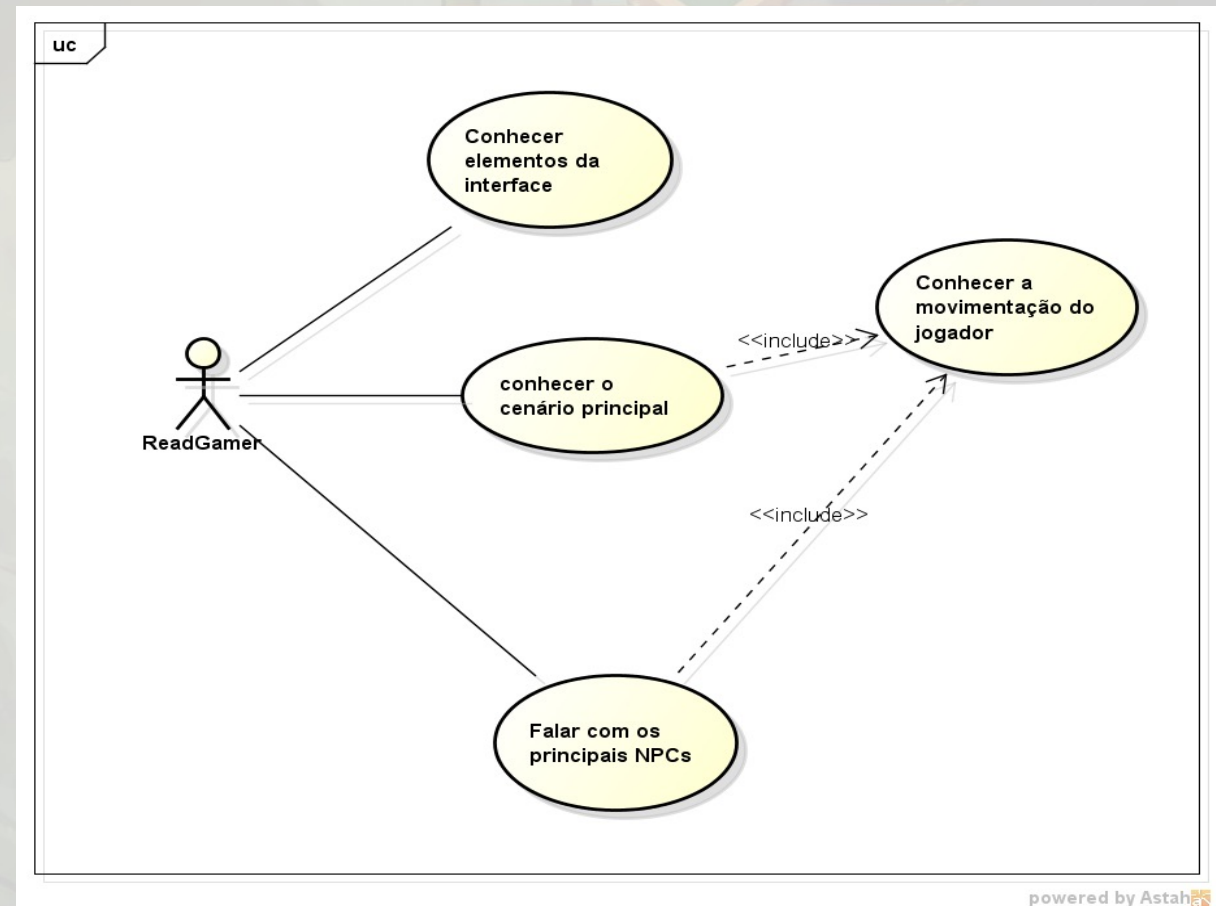 uc
Conhecer
elementos da
interface
Conhecer a
movimentação do
jogador
<<include>>
conhecer o
cenário principal
ReadGamer
<<include>>
Falar com os
principais NPCs
powered by Astah